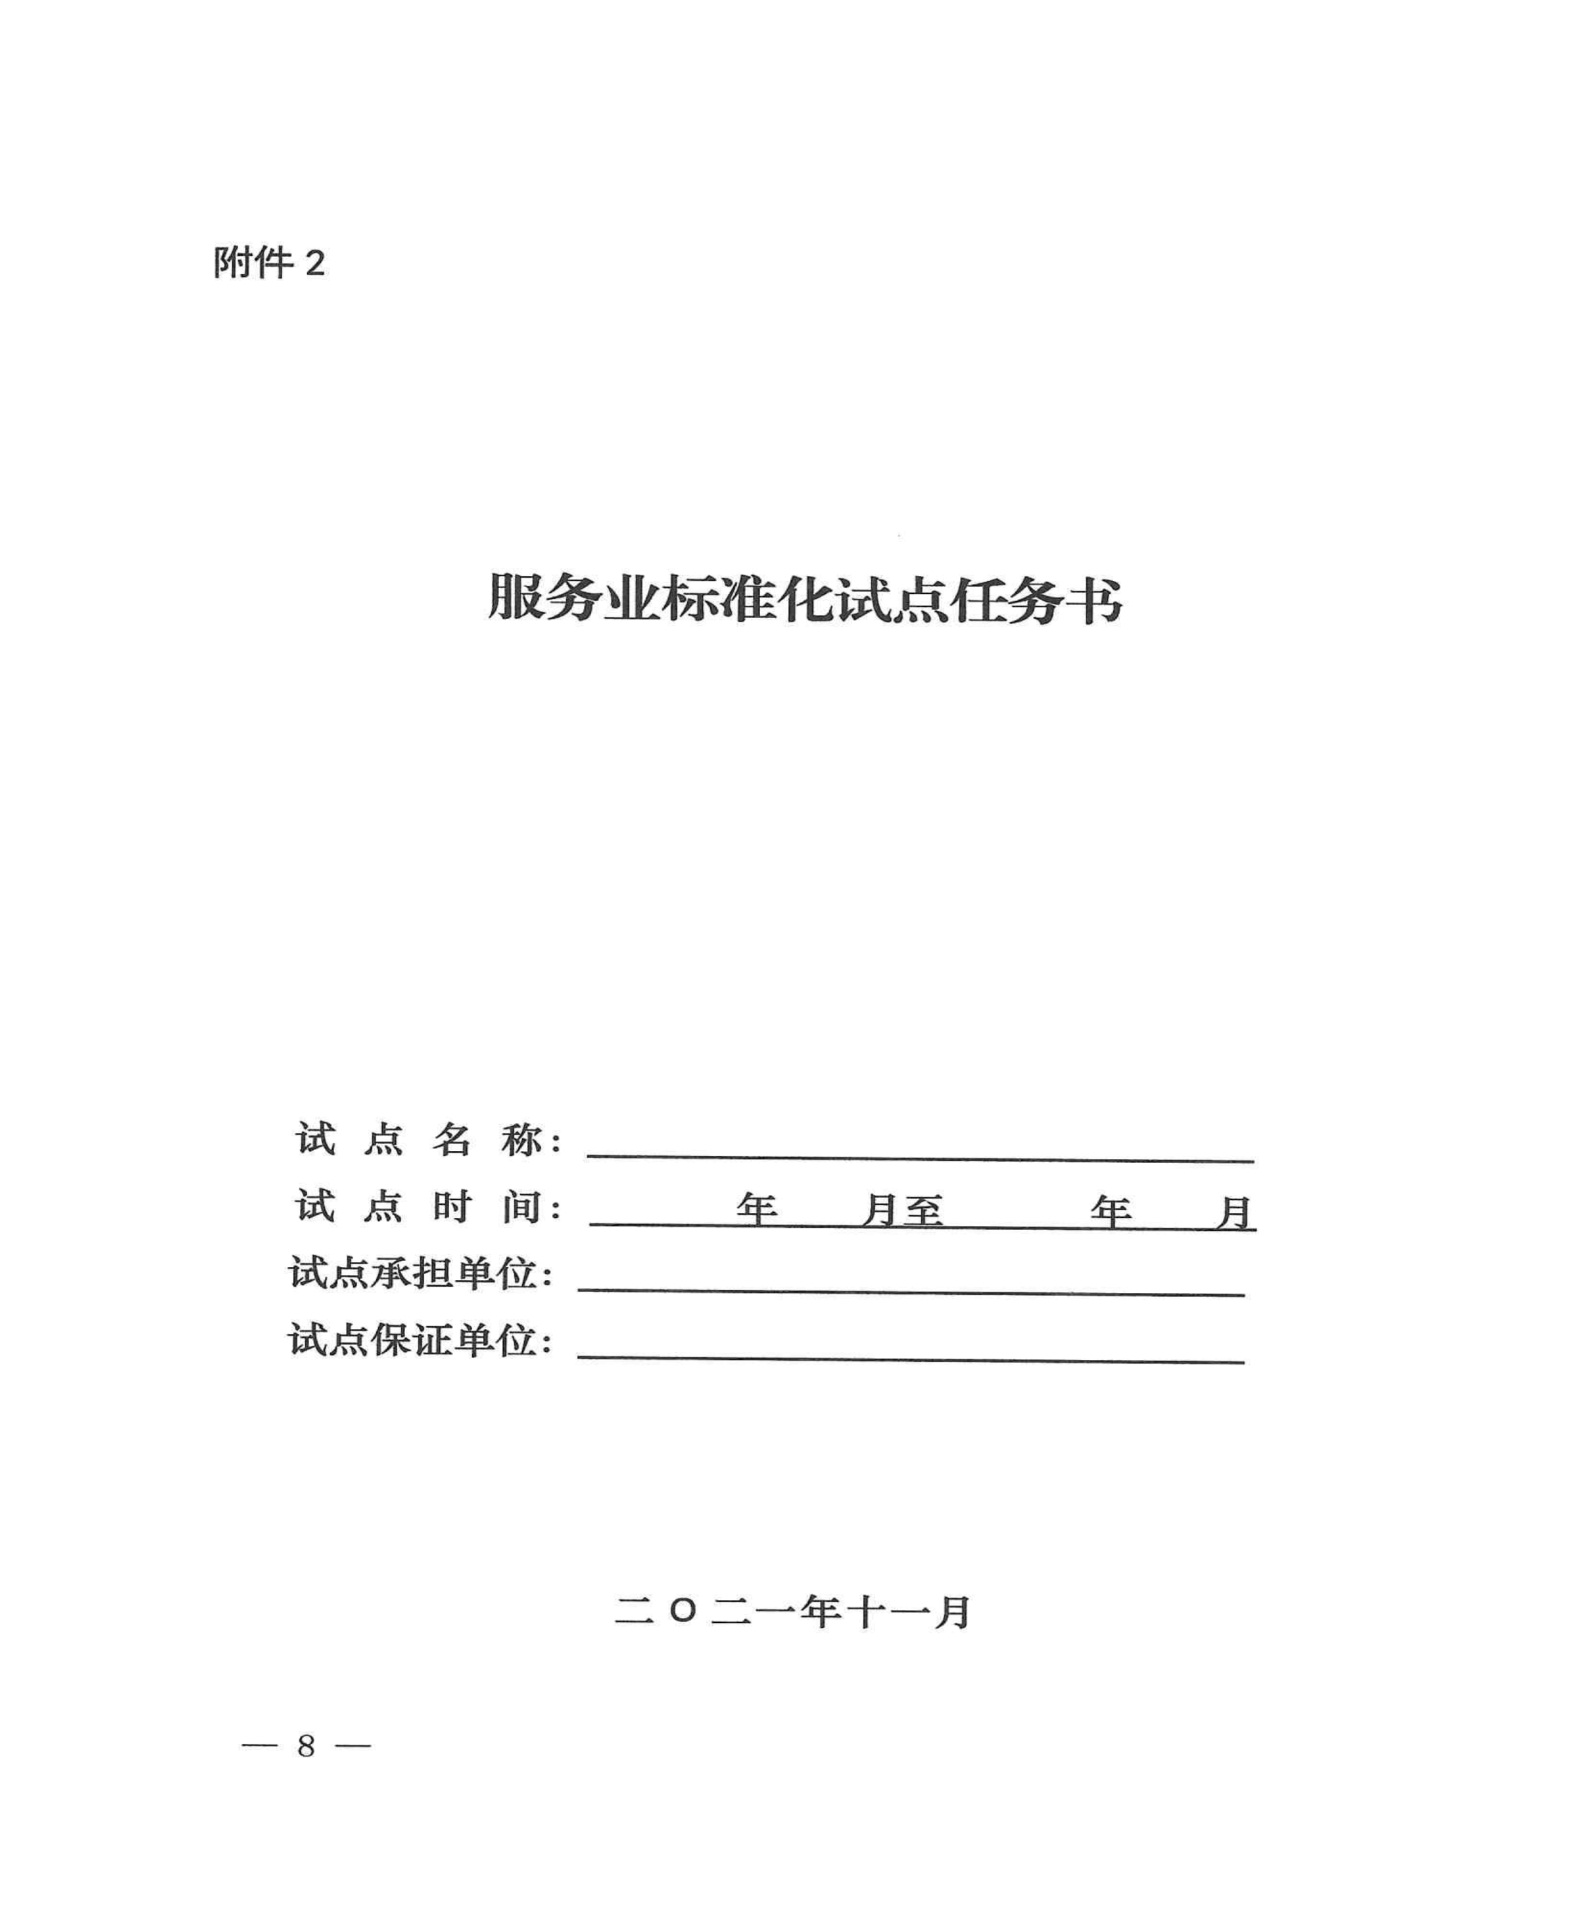 附件 2
服务业标准化试点任务书
试 点 名 称:
试 点 时 间: 年 月至 年 月
试点承担单位:
试点保证单位:
二O二一年十一月
— 8 —